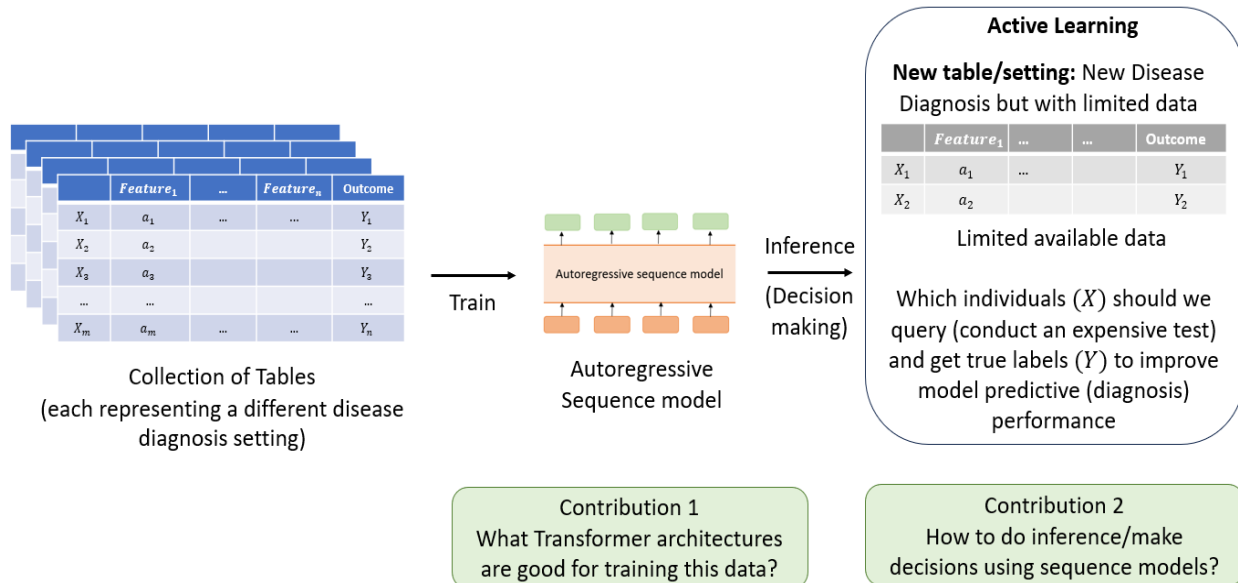 Feature₁ ... Featureₙ Outcome
X₁ a₁ ... ... Y₁
X₂ a₂ Y₂
X₃ a₃ Y₃
... ... ...
Xₘ aₘ ... ... Yₙ
Collection of Tables
(each representing a different disease
diagnosis setting)
Train
Autoregressive sequence model
Autoregressive
Sequence model
Inference
(Decision
making)
Active Learning
New table/setting: New Disease
Diagnosis but with limited data
Feature₁ ... ... Outcome
X₁ a₁ ... Y₁
X₂ a₂ Y₂
Limited available data
Which individuals (X) should we
query (conduct an expensive test)
and get true labels (Y) to improve
model predictive (diagnosis)
performance
Contribution 1
What Transformer architectures
are good for training this data?
Contribution 2
How to do inference/make
decisions using sequence models?